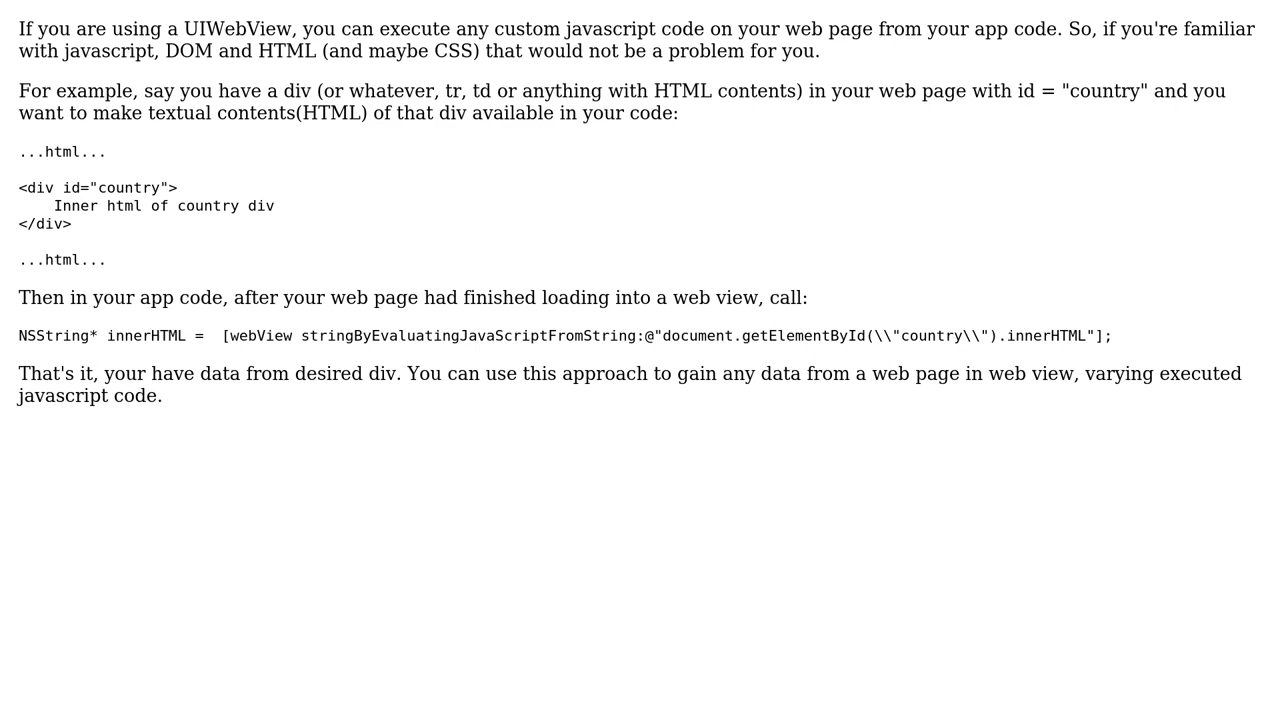 If you are using a UIWebView, you can execute any custom javascript code on your web page from your app code. So, if you're familiar
with javascript, DOM and HTML (and maybe CSS) that would not be a problem for you.
For example, say you have a div (or whatever, tr, td or anything with HTML contents) in your web page with id = "country" and you
want to make textual contents(HTML) of that div available in your code:
...html...
<div id="country">
    Inner html of country div
</div>
...html...
Then in your app code, after your web page had finished loading into a web view, call:
NSString* innerHTML =  [webView stringByEvaluatingJavaScriptFromString:@"document.getElementById(\\"country\\").innerHTML"];
That's it, your have data from desired div. You can use this approach to gain any data from a web page in web view, varying executed
javascript code.